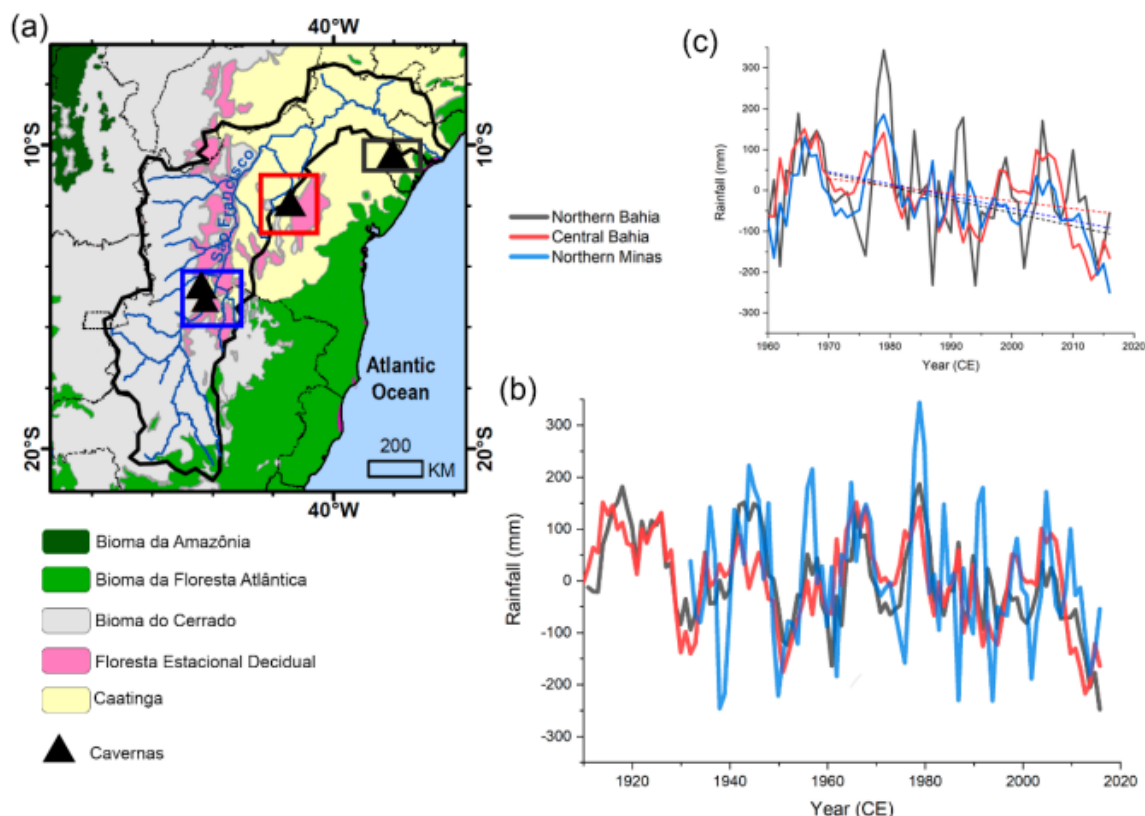 (a)
40°W
10°S
10°S
São Francisco
Atlantic
Ocean
200
KM
20°S
20°S
40°W
Bioma da Amazônia
Bioma da Floresta Atlântica
Bioma do Cerrado
Floresta Estacional Decidual
Caatinga
Cavernas
Northern Bahia
Central Bahia
Northern Minas
(c)
Rainfall (mm)
300
200
100
0
-100
-200
-300
1960
1970
1980
1990
2000
2010
2020
Year (CE)
(b)
Rainfall (mm)
300
200
100
0
-100
-200
-300
1920
1940
1960
1980
2000
2020
Year (CE)